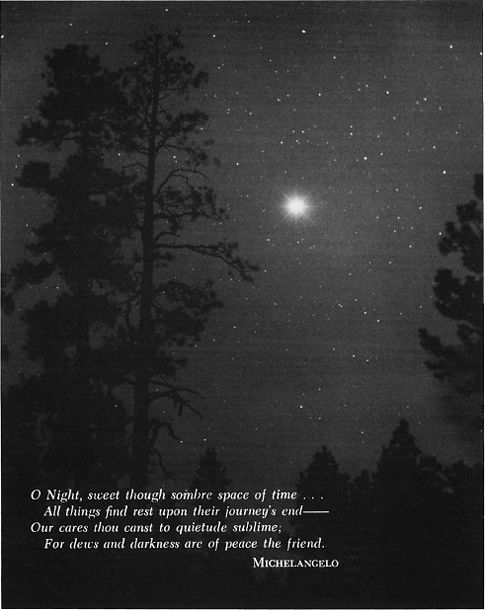 O Night, sweet though sombre space of time . . .
All things find rest upon their journey's end——
Our cares thou canst to quietude sublime;
For dews and darkness are of peace the friend.
MICHELANGELO